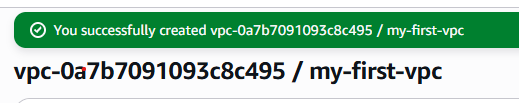 You successfully created vpc-0a7b7091093c8c495 / my-first-vpc
vpc-0a7b7091093c8c495 / my-first-vpc